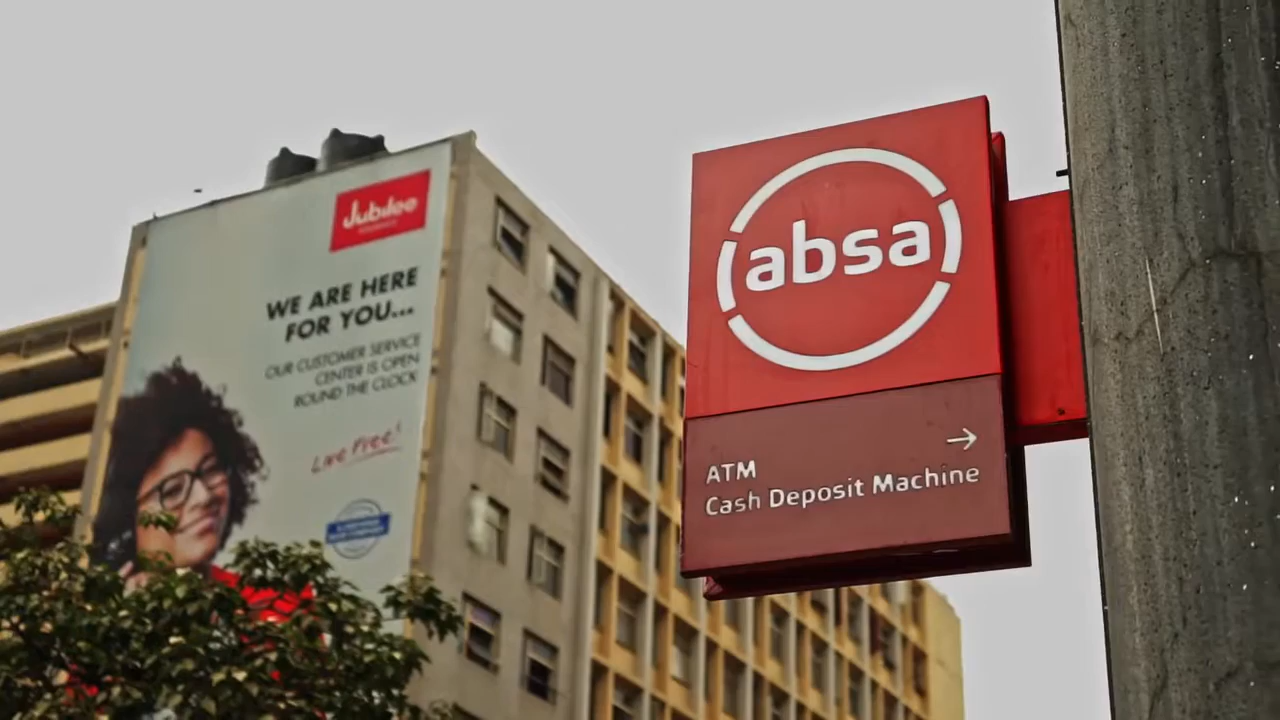 Jubilee
WE ARE HERE
FOR YOU...
OUR CUSTOMER SERVICE
CENTER IS OPEN
ROUND THE CLOCK
Live Free!
absa
ATM
Cash Deposit Machine